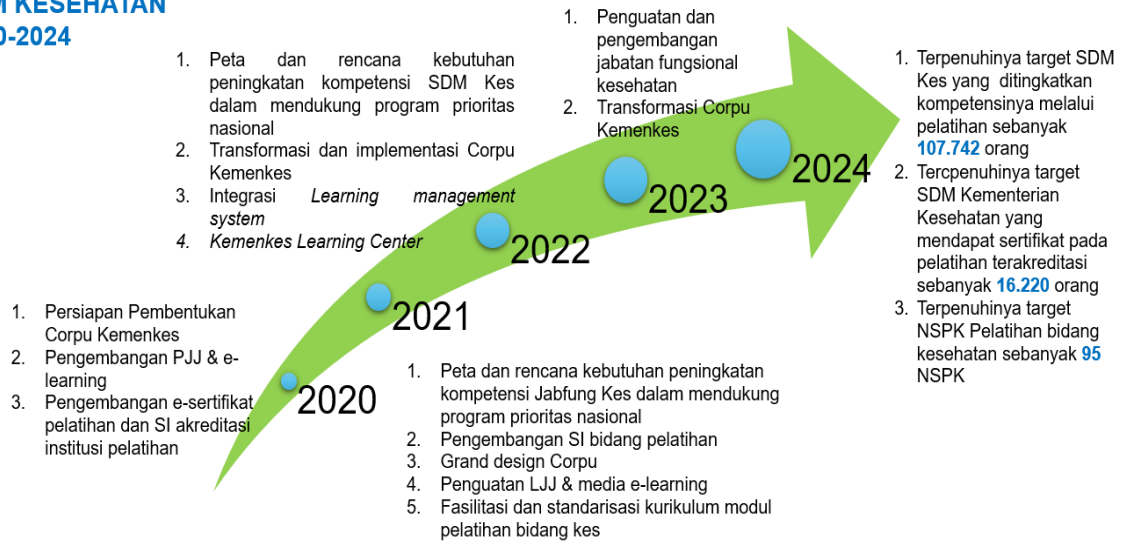 M KESEHATAN
0-2024
1. Persiapan Pembentukan
Corpu Kemenkes
2. Pengembangan PJJ & e-
learning
3. Pengembangan e-sertifikat
pelatihan dan SI akreditasi
institusi pelatihan
2020
1. Peta dan rencana kebutuhan
peningkatan kompetensi SDM Kes
dalam mendukung program prioritas
nasional
2. Transformasi dan implementasi Corpu
Kemenkes
3. Integrasi Learning management
system
4. Kemenkes Learning Center
2021
1. Peta dan rencana kebutuhan peningkatan
kompetensi Jabfung Kes dalam mendukung
program prioritas nasional
2. Pengembangan SI bidang pelatihan
3. Grand design Corpu
4. Penguatan LJJ & media e-learning
5. Fasilitasi dan standarisasi kurikulum modul
pelatihan bidang kes
2022
1. Penguatan dan
pengembangan
jabatan fungsional
kesehatan
2. Transformasi Corpu
Kemenkes
2023
2024
1. Terpenuhinya target SDM
Kes yang ditingkatkan
kompetensinya melalui
pelatihan sebanyak
107.742 orang
2. Tercpenuhinya target
SDM Kementerian
Kesehatan yang
mendapat sertifikat pada
pelatihan terakreditasi
sebanyak 16.220 orang
3. Terpenuhinya target
NSPK Pelatihan bidang
kesehatan sebanyak 95
NSPK